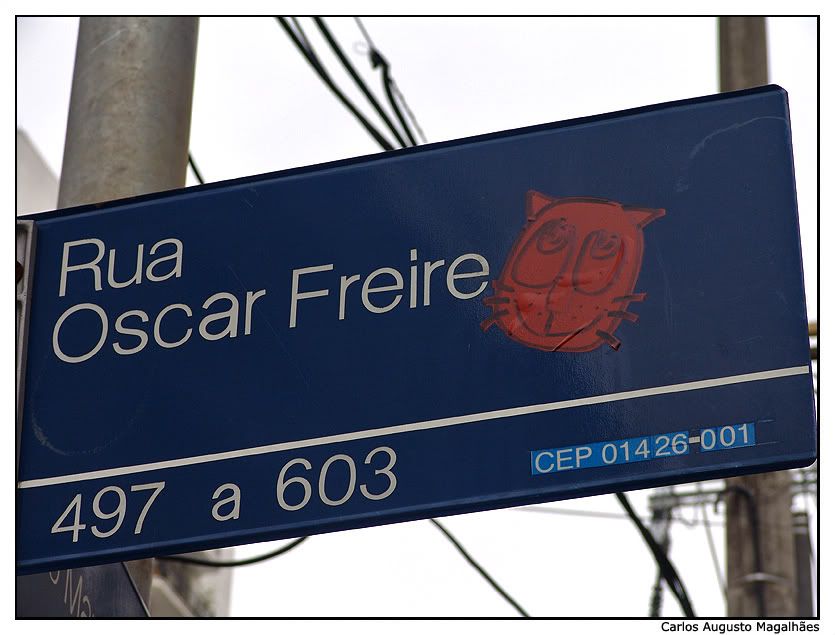 Rua
Oscar Freire
497 a 603
CEP 01426-001
Carlos Augusto Magalhães